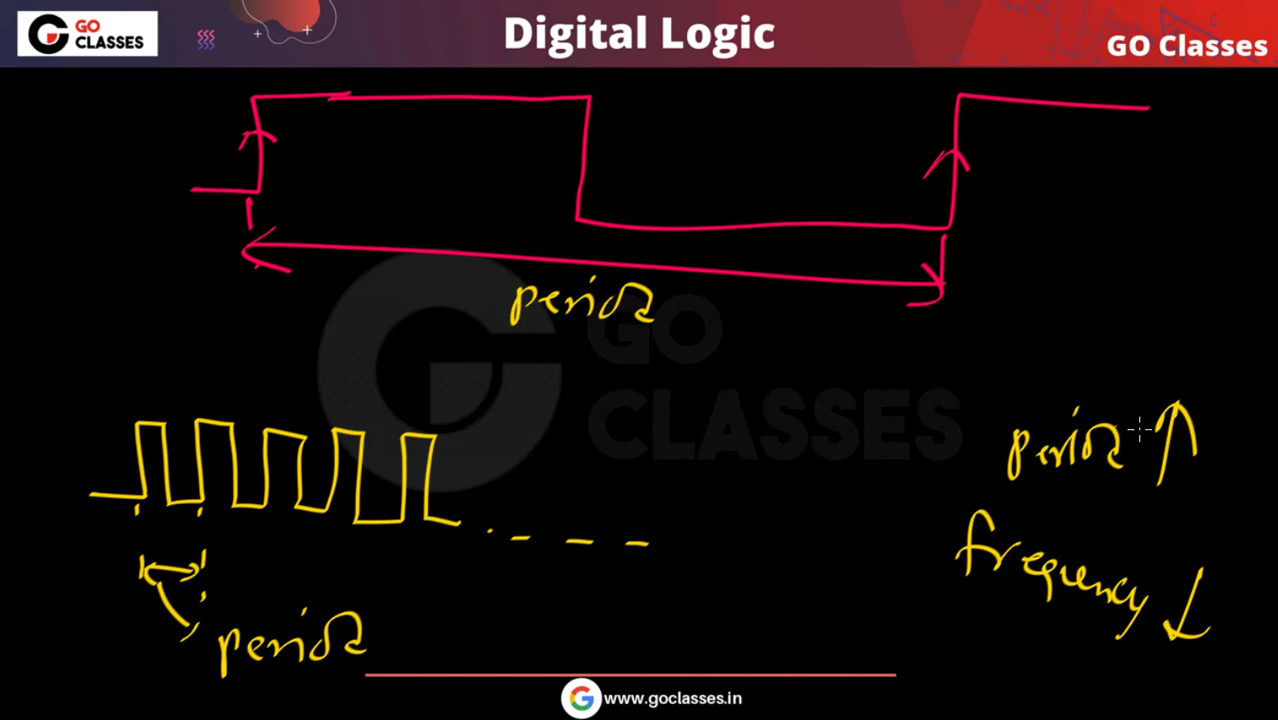 GO
CLASSES
Digital Logic
GO Classes
period
GO
CLASSES
period ↑
frequency ↓
period
www.goclasses.in